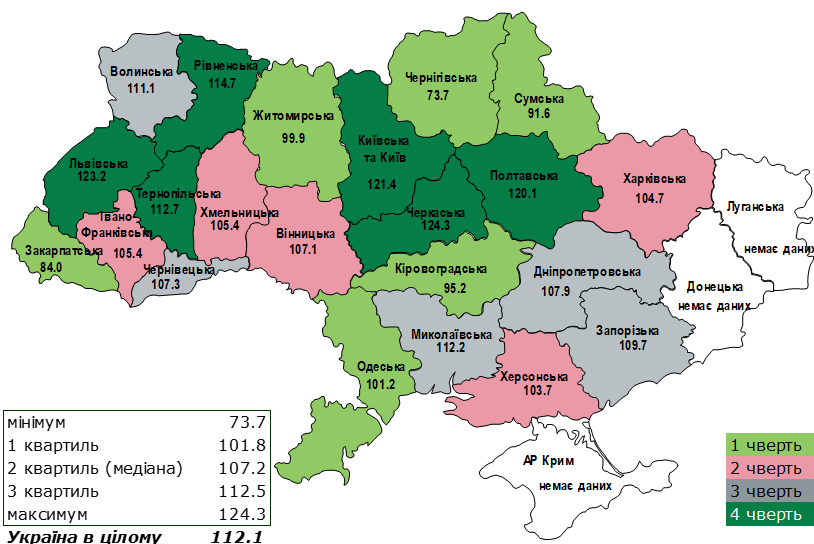 Волинська
111.1
Рівненська
114.7
Житомирська
99.9
Чернігівська
73.7
Сумська
91.6
Київська
та Київ
121.4
Львівська
123.2
Тернопільська
112.7
Хмельницька
105.4
Івано-
Франківська
105.4
Закарпатська
84.0
Чернівецька
107.3
Вінницька
107.1
Черкаська
124.3
Полтавська
120.1
Харківська
104.7
Луганська
немає даних
Донецька
немає даних
Кіровоградська
95.2
Дніпропетровська
107.9
Запорізька
109.7
Миколаївська
112.2
Одеська
101.2
Херсонська
103.7
АР Крим
немає даних
мінімум 73.7
1 квартиль 101.8
2 квартиль (медіана) 107.2
3 квартиль 112.5
максимум 124.3
Україна в цілому 112.1
1 чверть
2 чверть
3 чверть
4 чверть